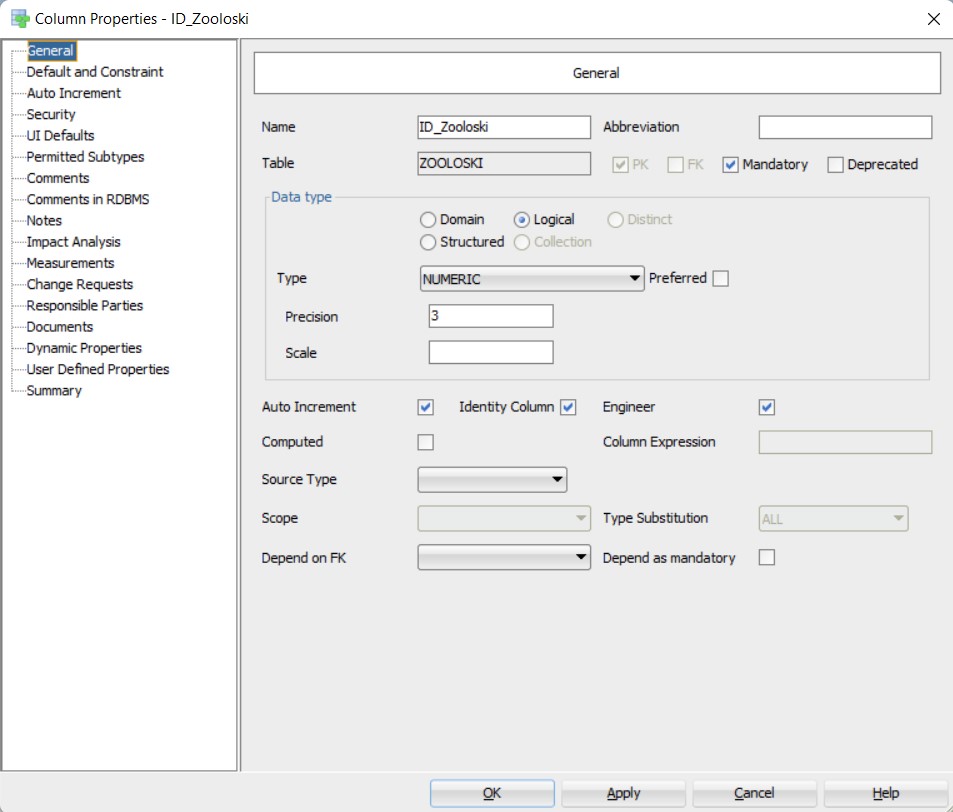 Column Properties - ID_Zooloski
General
Default and Constraint
Auto Increment
Security
UI Defaults
Permitted Subtypes
Comments
Comments in RDBMS
Notes
Impact Analysis
Measurements
Change Requests
Responsible Parties
Documents
Dynamic Properties
User Defined Properties
Summary
General
Name ID_Zooloski Abbreviation
Table ZOOLOSKI PK FK Mandatory Deprecated
Data type
Domain Logical Distinct
Structured Collection
Type NUMERIC Preferred
Precision 3
Scale
Auto Increment Identity Column Engineer
Computed Column Expression
Source Type
Scope Type Substitution ALL
Depend on FK Depend as mandatory
OK Apply Cancel Help